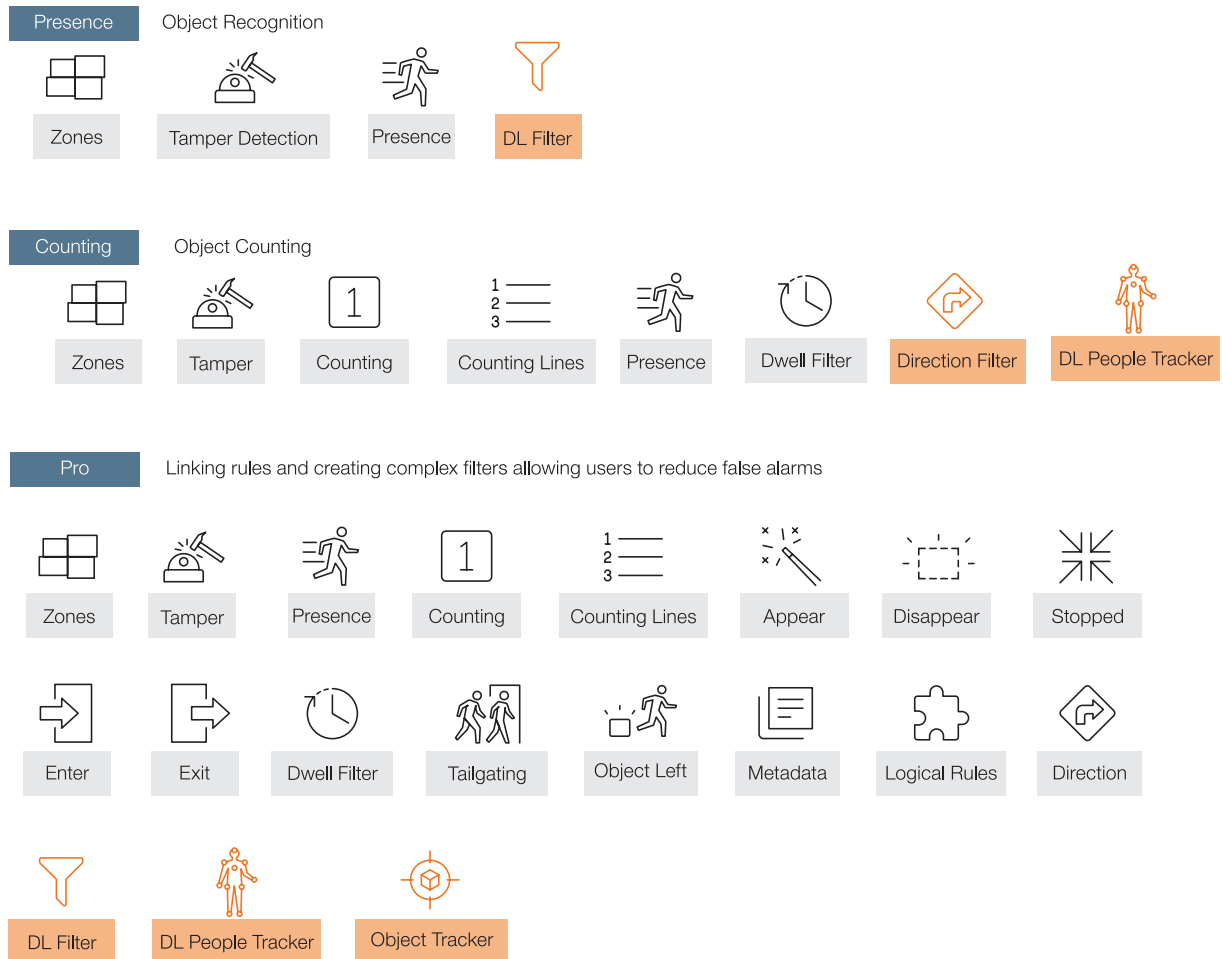 Presence Object Recognition
Zones Tamper Detection Presence DL Filter
Counting Object Counting
1
1
2
3
Zones Tamper Counting Counting Lines Presence Dwell Filter Direction Filter DL People Tracker
Pro Linking rules and creating complex filters allowing users to reduce false alarms
1
1
2
3
Zones Tamper Presence Counting Counting Lines Appear Disappear Stopped
Enter Exit Dwell Filter Tailgating Object Left Metadata Logical Rules Direction
DL Filter DL People Tracker Object Tracker